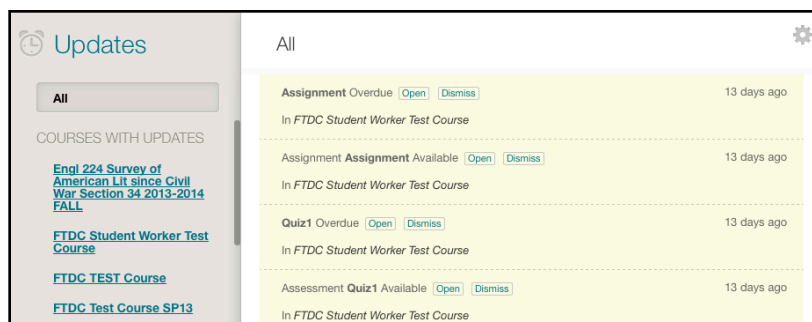 Updates
All
COURSES WITH UPDATES
Engl 224 Survey of
American Lit since Civil
War Section 34 2013-2014
FALL
FTDC Student Worker Test
Course
FTDC TEST Course
FTDC Test Course SP13
All
Assignment Overdue Open Dismiss 13 days ago
In FTDC Student Worker Test Course
Assignment Assignment Available Open Dismiss 13 days ago
In FTDC Student Worker Test Course
Quiz1 Overdue Open Dismiss 13 days ago
In FTDC Student Worker Test Course
Assessment Quiz1 Available Open Dismiss 13 days ago
In FTDC Student Worker Test Course